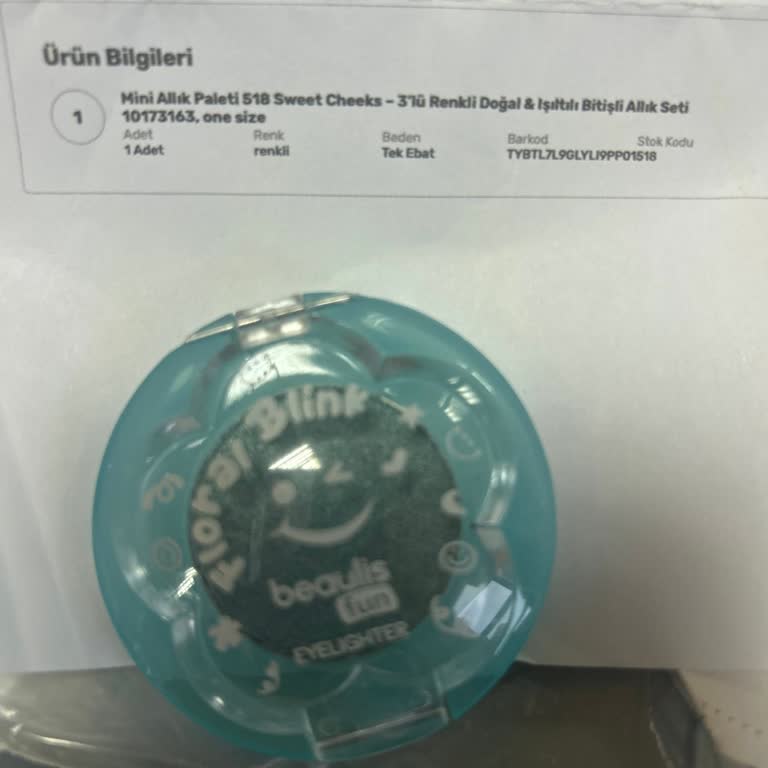 Ürün Bilgileri
1
Mini Allık Paleti 518 Sweet Cheeks – 3'lü Renkli Doğal & Işıltılı Bitişli Allık Seti
10173163, one size
Adet Renk Beden Barkod Stok Kodu
1 Adet renkli Tek Ebat TYBTL7L9GLYLI9PP01518
Floral Blink
beaulis
fun
EYELIGHTER